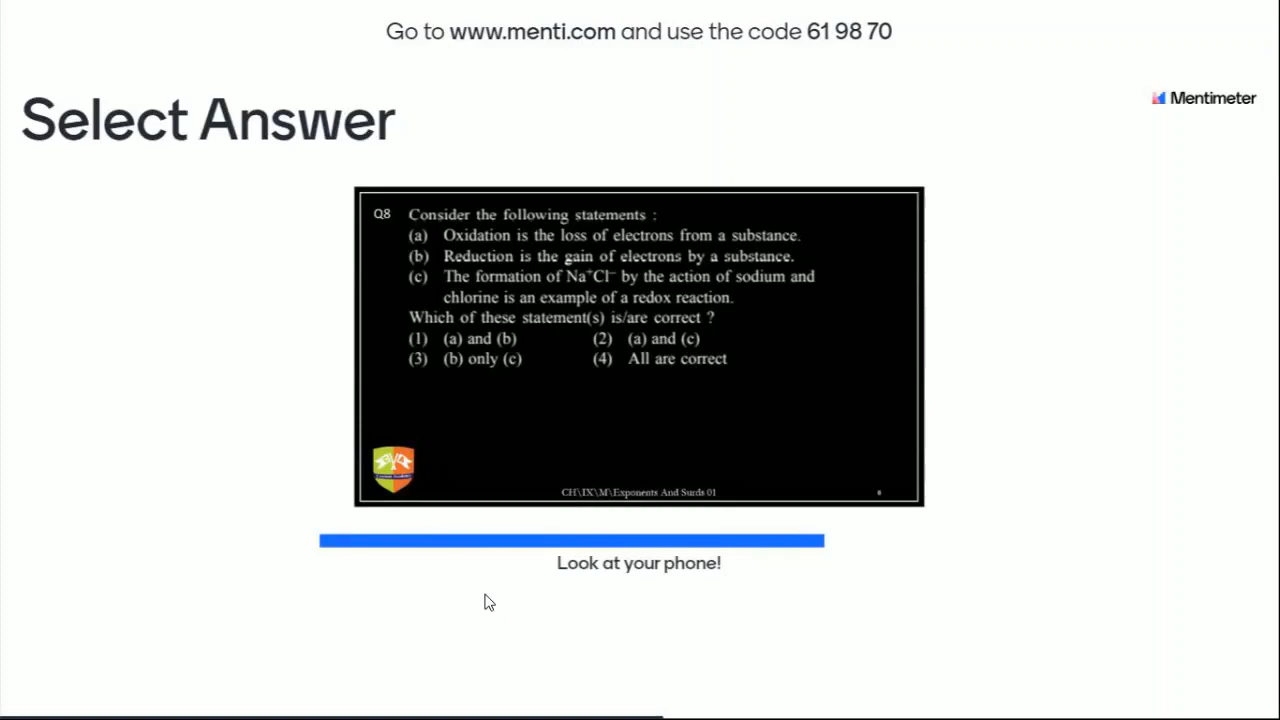 Go to www.menti.com and use the code 61 98 70
Select Answer
Mentimeter
Q8 Consider the following statements :
(a) Oxidation is the loss of electrons from a substance.
(b) Reduction is the gain of electrons by a substance.
(c) The formation of Na⁺Cl⁻ by the action of sodium and
chlorine is an example of a redox reaction.
Which of these statement(s) is/are correct ?
(1) (a) and (b) (2) (a) and (c)
(3) (b) only (c) (4) All are correct
CH\IX\M\Exponents And Surds 01
Look at your phone!